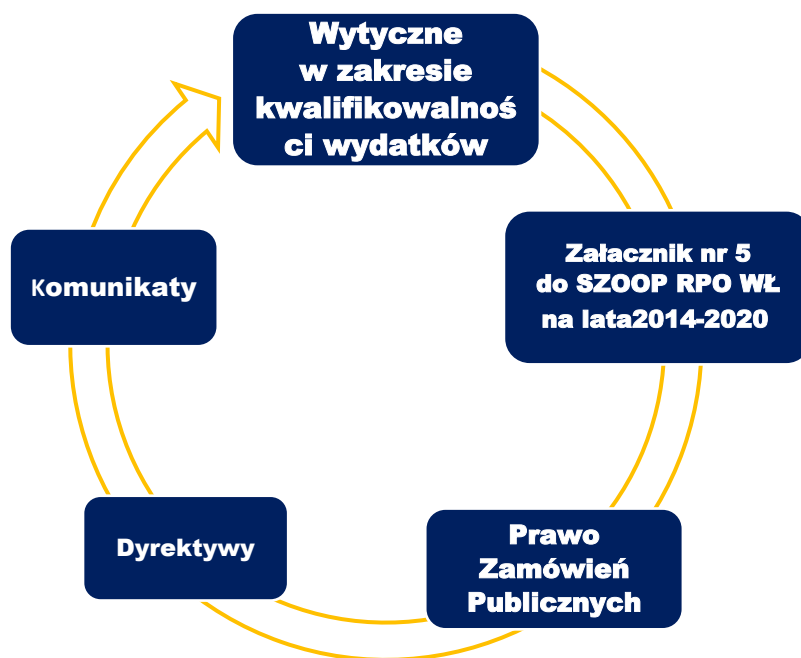 Wytyczne
w zakresie
kwalifikowalnoś
ci wydatków
Załacznik nr 5
do SZOOP RPO WŁ
na lata2014-2020
Prawo
Zamówień
Publicznych
Dyrektywy
Komunikaty